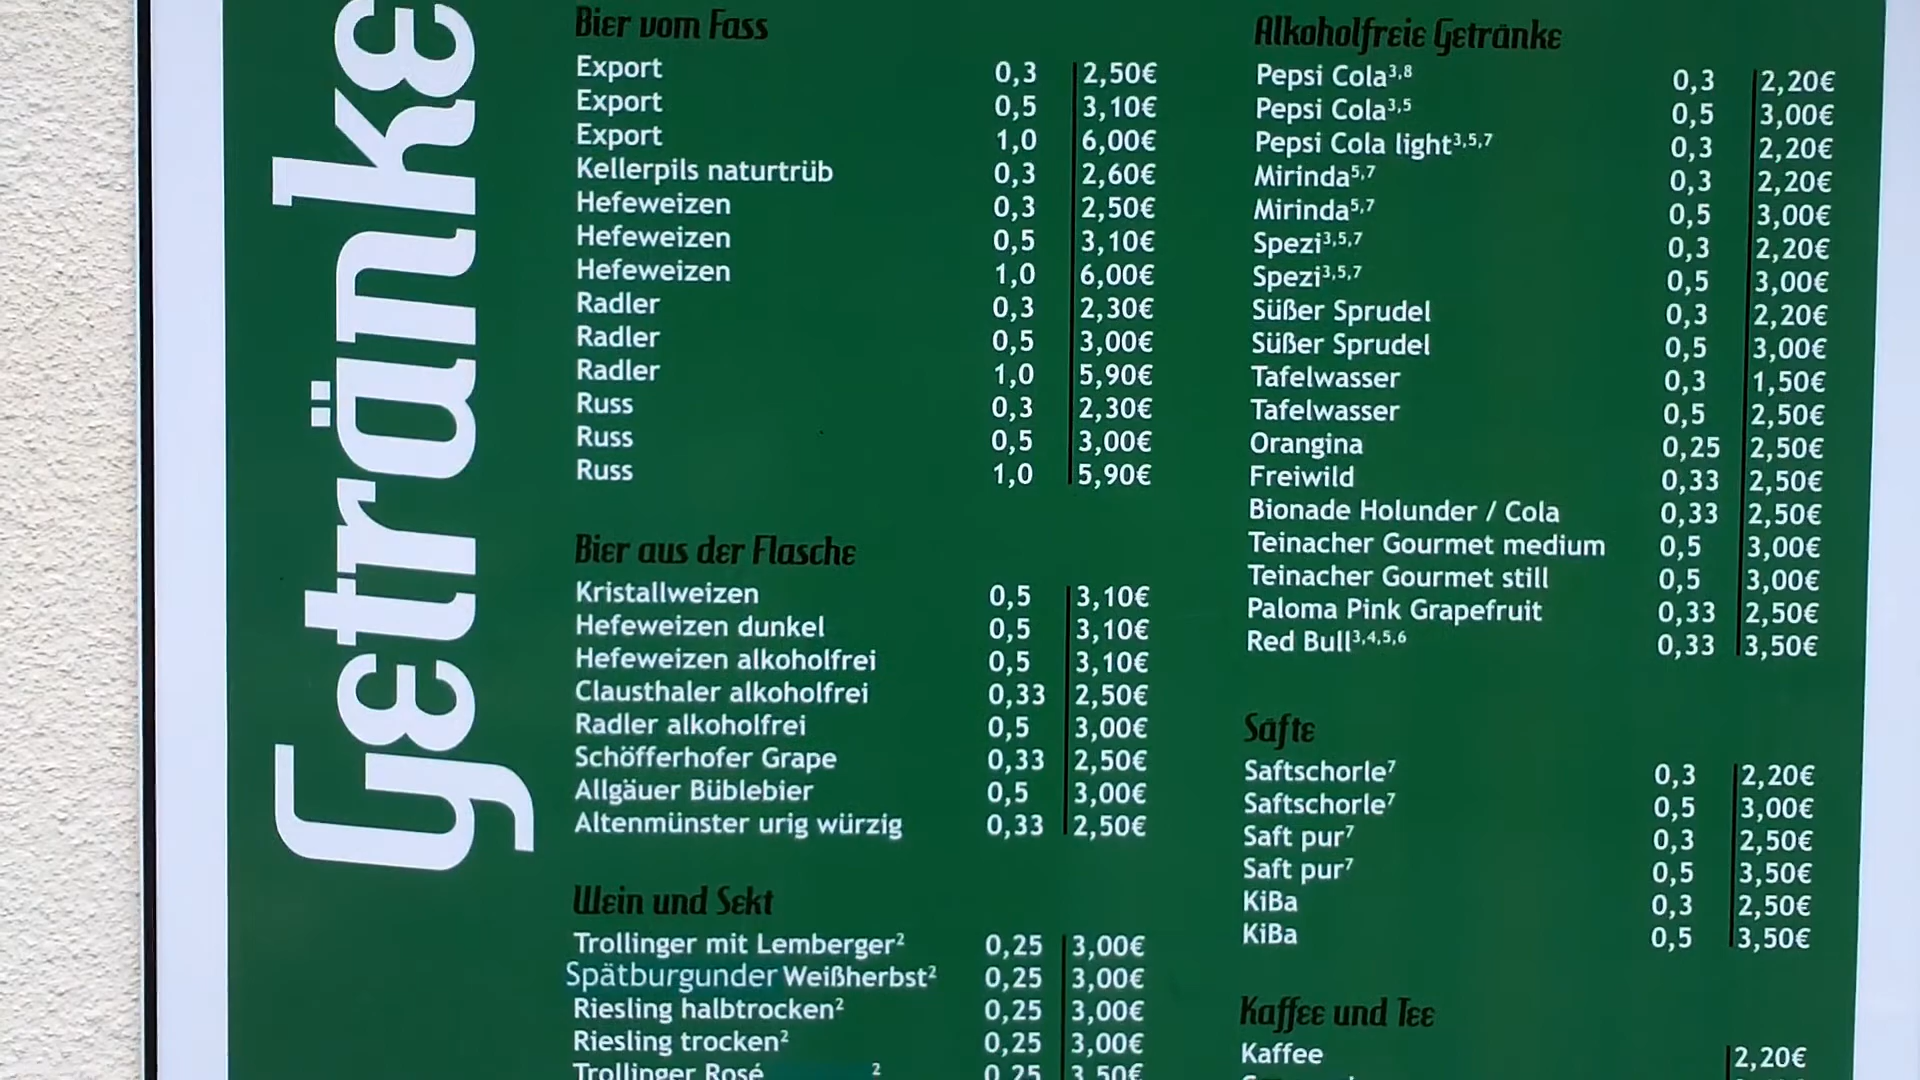 Getränke
Bier vom Fass
Export 0,3 2,50€
Export 0,5 3,10€
Export 1,0 6,00€
Kellerpils naturtrüb 0,3 2,60€
Hefeweizen 0,3 2,50€
Hefeweizen 0,5 3,10€
Hefeweizen 1,0 6,00€
Radler 0,3 2,30€
Radler 0,5 3,00€
Radler 1,0 5,90€
Russ 0,3 2,30€
Russ 0,5 3,00€
Russ 1,0 5,90€
Bier aus der Flasche
Kristallweizen 0,5 3,10€
Hefeweizen dunkel 0,5 3,10€
Hefeweizen alkoholfrei 0,5 3,10€
Clausthaler alkoholfrei 0,33 2,50€
Radler alkoholfrei 0,5 3,00€
Schöfferhofer Grape 0,33 2,50€
Allgäuer Büblebier 0,5 3,00€
Altenmünster urig würzig 0,33 2,50€
Wein und Sekt
Trollinger mit Lemberger² 0,25 3,00€
Spätburgunder Weißherbst² 0,25 3,00€
Riesling halbtrocken² 0,25 3,00€
Riesling trocken² 0,25 3,00€
Trollinger Rosé ² 0,25 3,50€
Alkoholfreie Getränke
Pepsi Cola³,⁸ 0,3 2,20€
Pepsi Cola³,⁵ 0,5 3,00€
Pepsi Cola light³,⁵,⁷ 0,3 2,20€
Mirinda⁵,⁷ 0,3 2,20€
Mirinda⁵,⁷ 0,5 3,00€
Spezi³,⁵,⁷ 0,3 2,20€
Spezi³,⁵,⁷ 0,5 3,00€
Süßer Sprudel 0,3 2,20€
Süßer Sprudel 0,5 3,00€
Tafelwasser 0,3 1,50€
Tafelwasser 0,5 2,50€
Orangina 0,25 2,50€
Freiwild 0,33 2,50€
Bionade Holunder / Cola 0,33 2,50€
Teinacher Gourmet medium 0,5 3,00€
Teinacher Gourmet still 0,5 3,00€
Paloma Pink Grapefruit 0,33 2,50€
Red Bull³,⁴,⁵,⁶ 0,33 3,50€
Säfte
Saftschorle⁷ 0,3 2,20€
Saftschorle⁷ 0,5 3,00€
Saft pur⁷ 0,3 2,50€
Saft pur⁷ 0,5 3,50€
KiBa 0,3 2,50€
KiBa 0,5 3,50€
Kaffee und Tee
Kaffee 2,20€